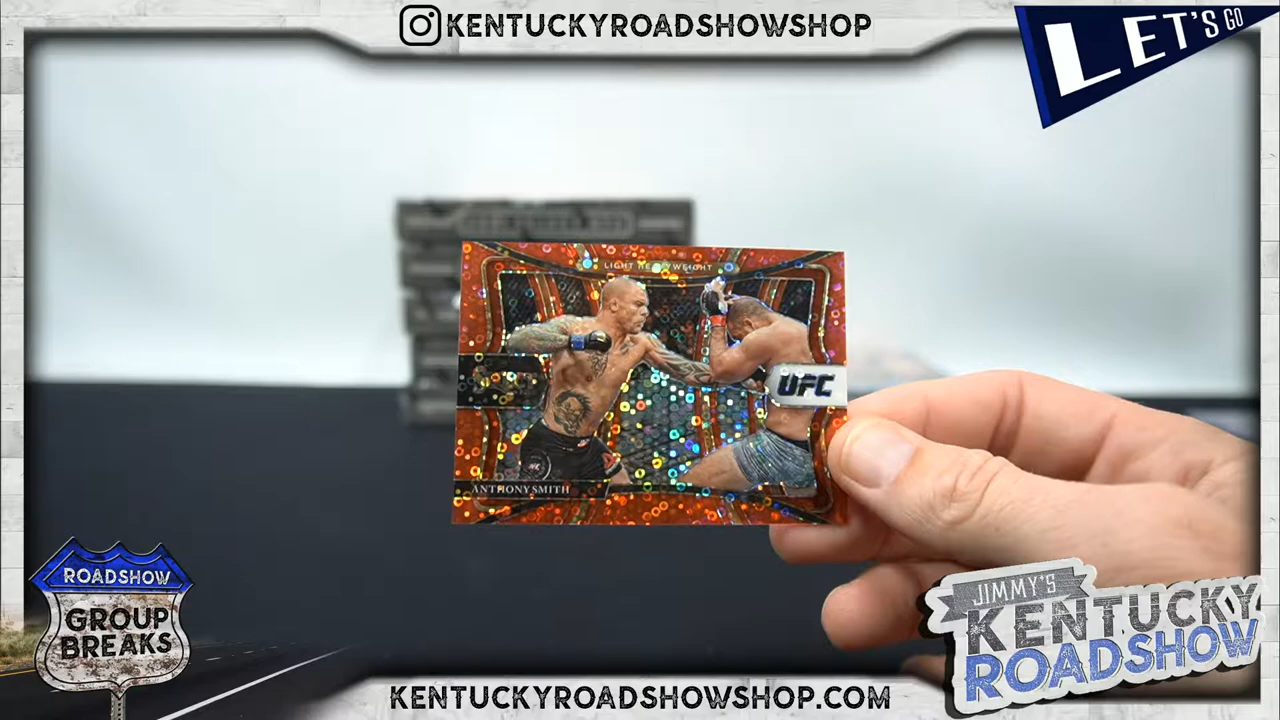 KENTUCKYROADSHOWSHOP
LET'S GO
LIGHT HEAVYWEIGHT
UFC
ANTHONY SMITH
ROADSHOW
GROUP
BREAKS
JIMMY'S
KENTUCKY
ROADSHOW
KENTUCKYROADSHOWSHOP.COM